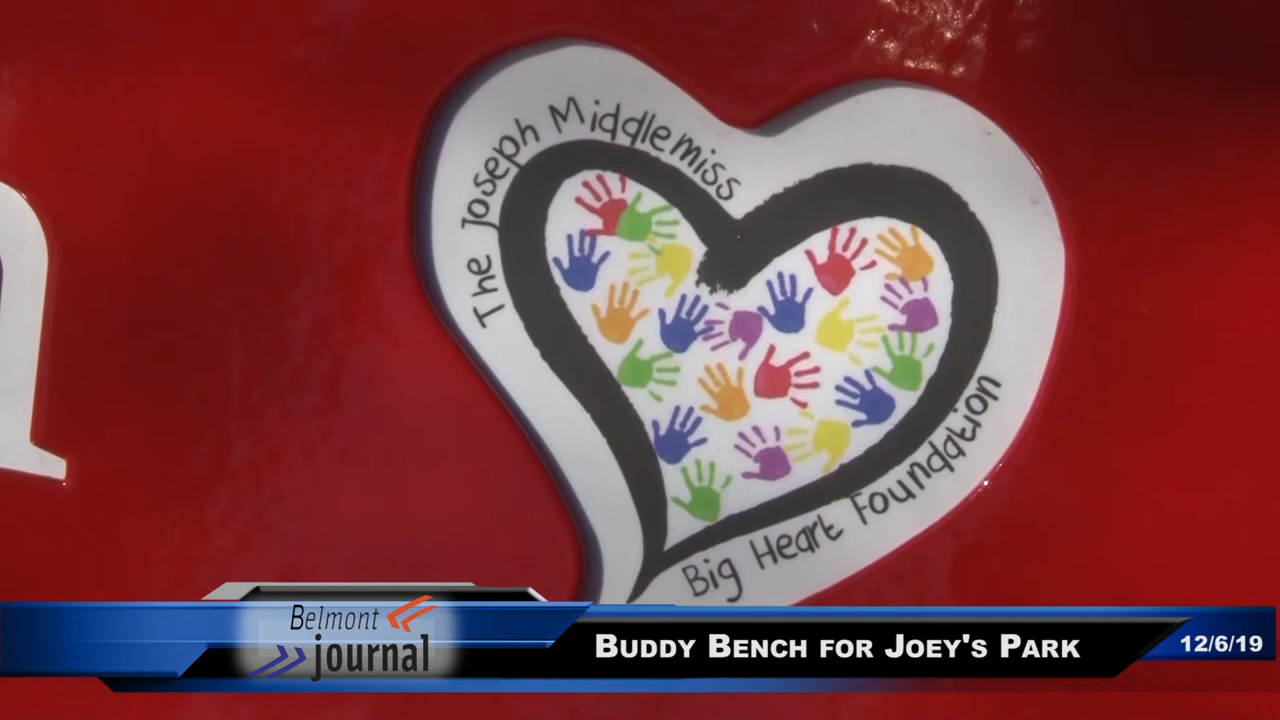 The Joseph Middlemiss
Big Heart Foundation
Belmont
journal
BUDDY BENCH FOR JOEY'S PARK
12/6/19